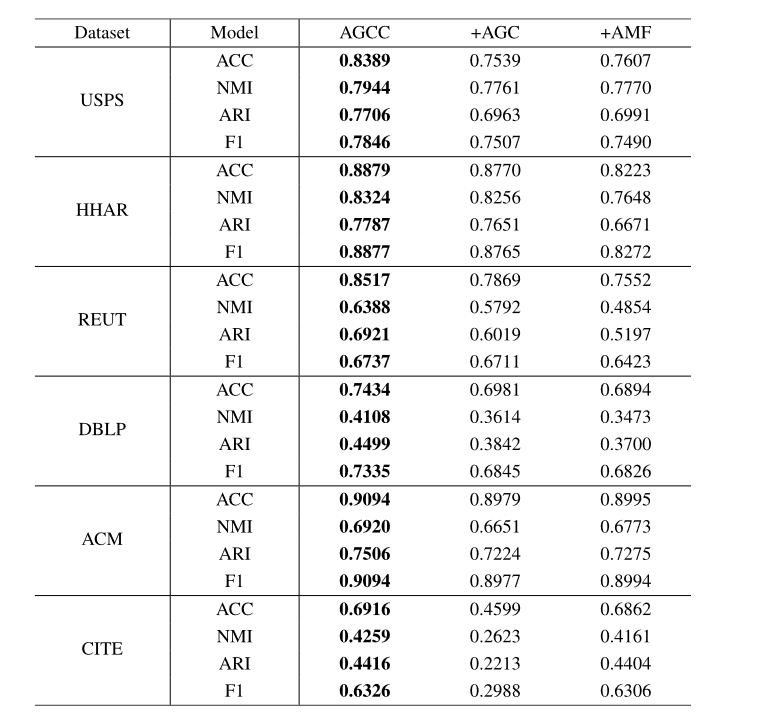 Dataset Model AGCC +AGC +AMF
USPS
ACC 0.8389 0.7539 0.7607
NMI 0.7944 0.7761 0.7770
ARI 0.7706 0.6963 0.6991
F1 0.7846 0.7507 0.7490
HHAR
ACC 0.8879 0.8770 0.8223
NMI 0.8324 0.8256 0.7648
ARI 0.7787 0.7651 0.6671
F1 0.8877 0.8765 0.8272
REUT
ACC 0.8517 0.7869 0.7552
NMI 0.6388 0.5792 0.4854
ARI 0.6921 0.6019 0.5197
F1 0.6737 0.6711 0.6423
DBLP
ACC 0.7434 0.6981 0.6894
NMI 0.4108 0.3614 0.3473
ARI 0.4499 0.3842 0.3700
F1 0.7335 0.6845 0.6826
ACM
ACC 0.9094 0.8979 0.8995
NMI 0.6920 0.6651 0.6773
ARI 0.7506 0.7224 0.7275
F1 0.9094 0.8977 0.8994
CITE
ACC 0.6916 0.4599 0.6862
NMI 0.4259 0.2623 0.4161
ARI 0.4416 0.2213 0.4404
F1 0.6326 0.2988 0.6306